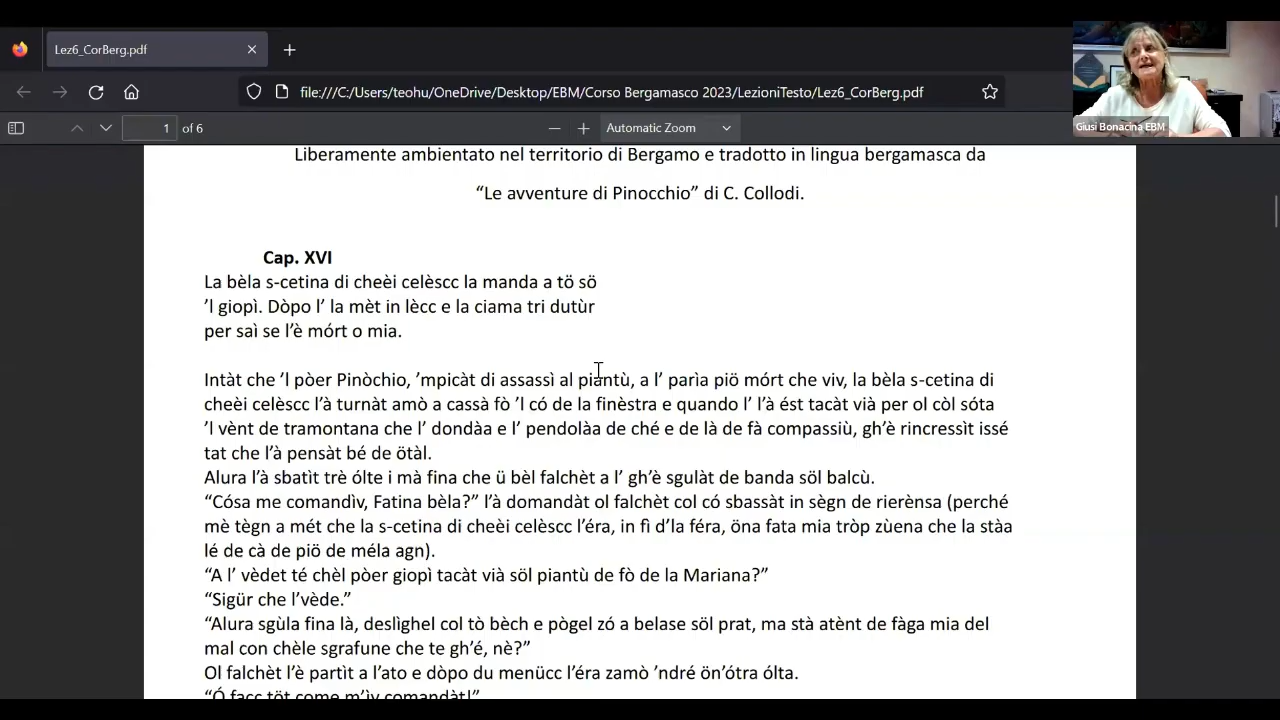 Lez6_CorBerg.pdf
file:///C:/Users/teohu/OneDrive/Desktop/EBM/Corso Bergamasco 2023/LezioniTesto/Lez6_CorBerg.pdf
1 of 6
Automatic Zoom
Giusi Bonacina EBM
Liberamente ambientato nel territorio di Bergamo e tradotto in lingua bergamasca da
“Le avventure di Pinocchio” di C. Collodi.
Cap. XVI
La bèla s-cetina di cheèi celèscc la manda a tö sö
’l giopì. Dòpo l’ la mèt in lècc e la ciama tri dutùr
per saì se l’è mórt o mia.
Intàt che ’l pòer Pinòchio, ’mpicàt di assassì al piantù, a l’ parìa piö mórt che viv, la bèla s-cetina di
cheèi celèscc l’à turnàt amò a cassà fò ’l có de la finèstra e quando l’ l’à ést tacàt vià per ol còl sóta
’l vènt de tramontana che l’ dondàa e l’ pendolàa de ché e de là de fà compassiù, gh’è rincressìt issé
tat che l’à pensàt bé de ötàl.
Alura l’à sbatìt trè ólte i mà fina che ü bèl falchèt a l’ gh’è sgulàt de banda söl balcù.
“Cósa me comandìv, Fatina bèla?” l’à domandàt ol falchèt col có sbassàt in sègn de rierènsa (perché
mè tègn a mét che la s-cetina di cheèi celèscc l’éra, in fì d’la féra, öna fata mia tròp zùena che la stàa
lé de cà de piö de méla agn).
“A l’ vèdet té chèl pòer giopì tacàt vià söl piantù de fò de la Mariana?”
“Sigür che l’vède.”
“Alura sgùla fina là, deslìghel col tò bèch e pògel zó a belase söl prat, ma stà atènt de fàga mia del
mal con chèle sgrafune che te gh’é, nè?”
Ol falchèt l’è partìt a l’ato e dòpo du menücc l’éra zamò ’ndré ön’ótra ólta.
“Ó facc töt come m’ìv comandàt!”